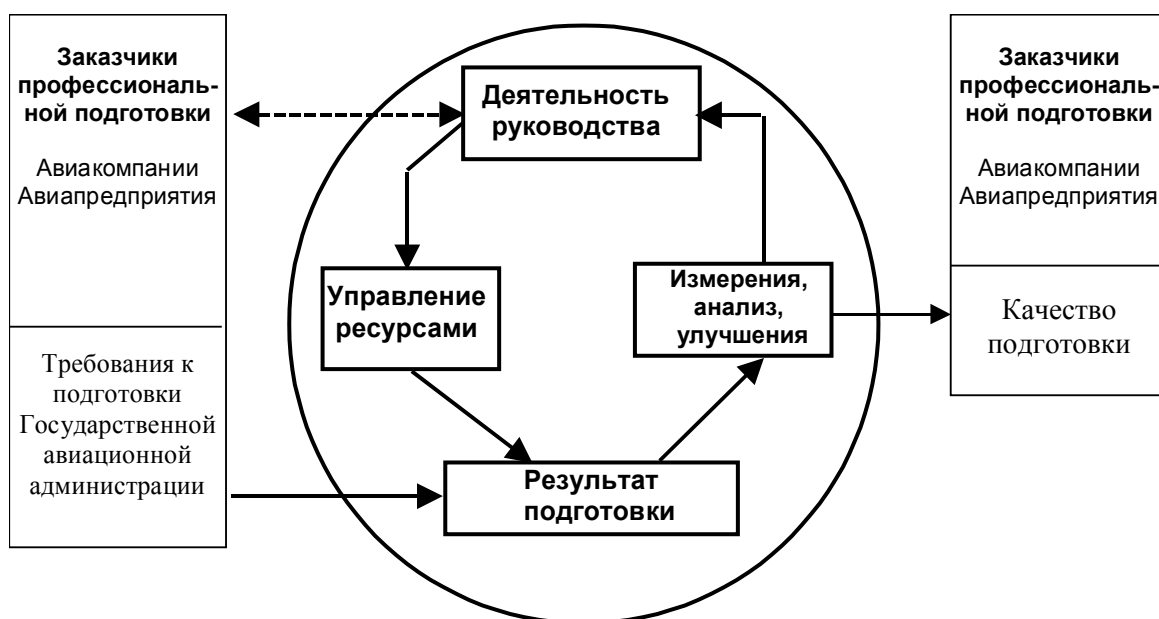 Заказчики
профессиональ-
ной подготовки
Авиакомпании
Авиапредприятия
Требования к
подготовки
Государственной
авиационной
администрации
Деятельность
руководства
Управление
ресурсами
Измерения,
анализ,
улучшения
Результат
подготовки
Заказчики
профессиональ-
ной подготовки
Авиакомпании
Авиапредприятия
Качество
подготовки